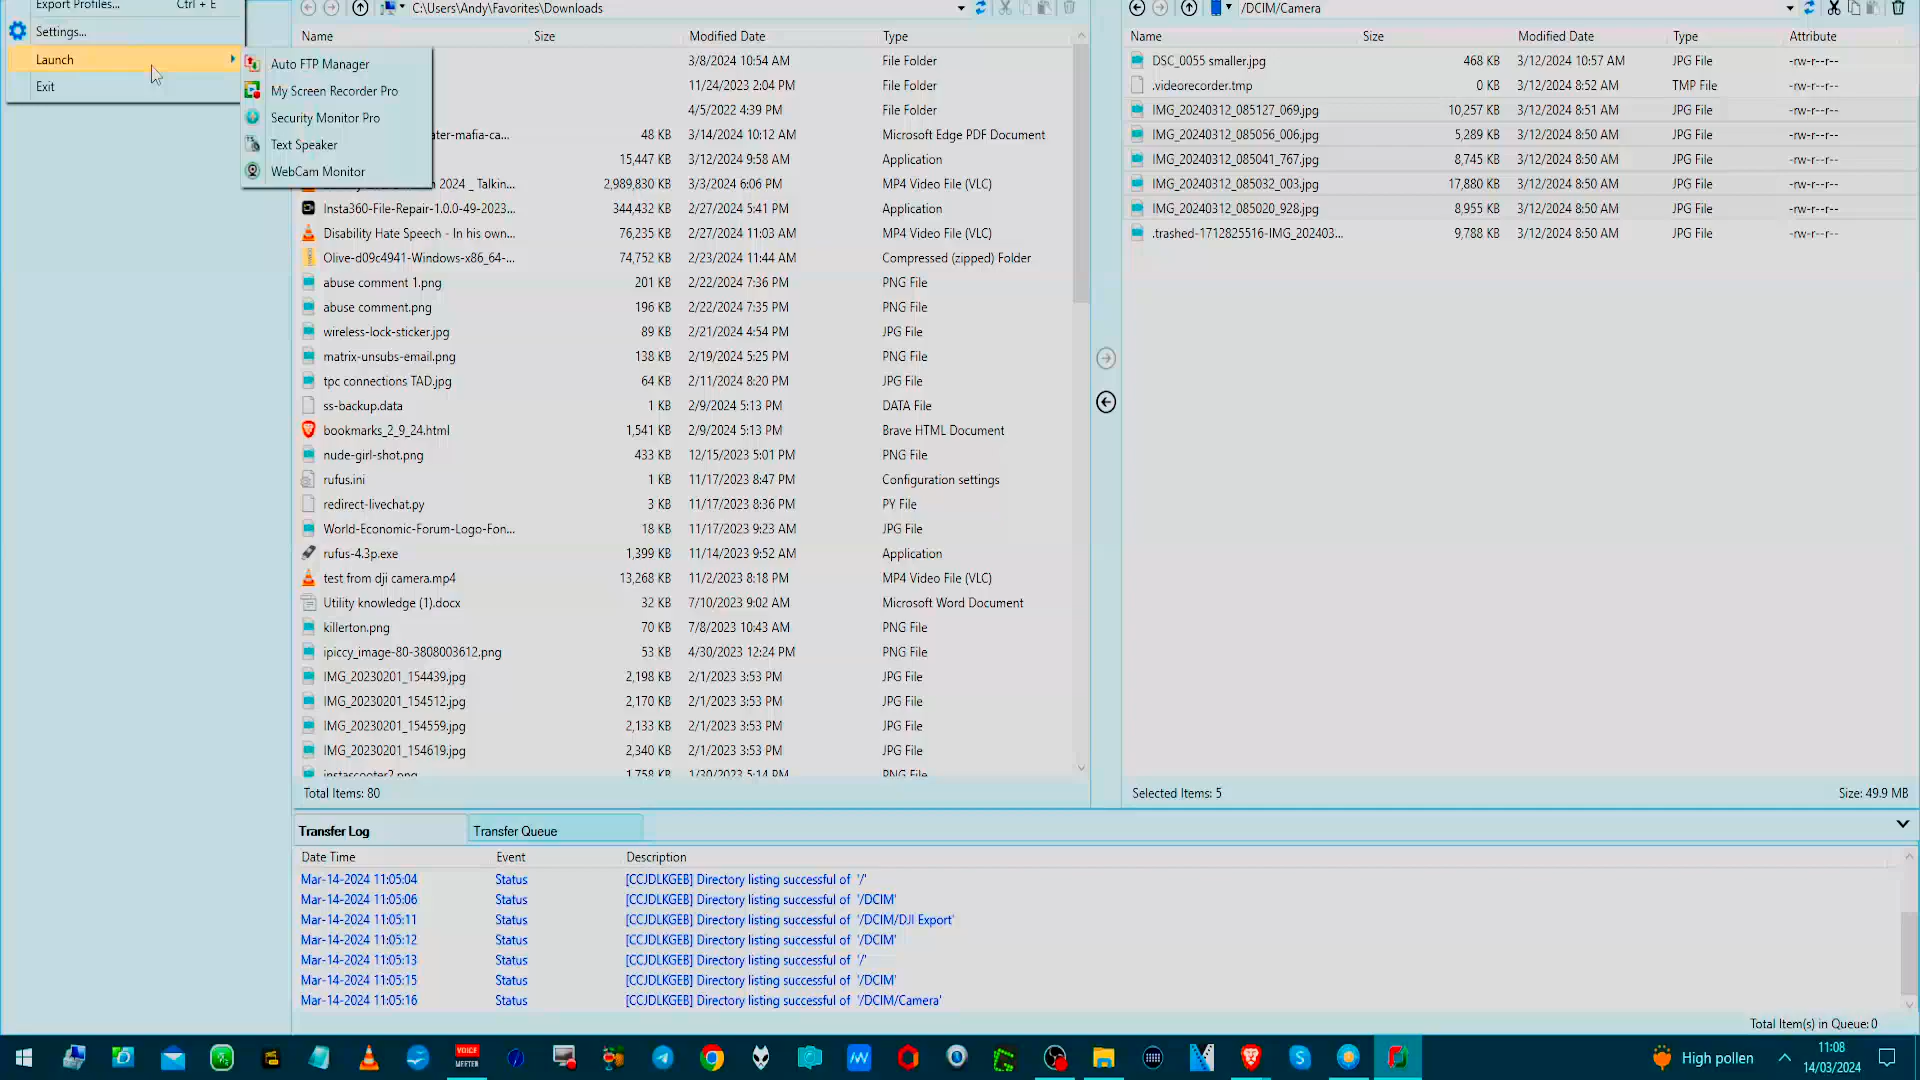 Export Profiles... Ctrl + E
Settings...
Launch
Exit
Auto FTP Manager
My Screen Recorder Pro
Security Monitor Pro
Text Speaker
WebCam Monitor
C:\Users\Andy\Favorites\Downloads
Name Size Modified Date Type
3/8/2024 10:54 AM File Folder
11/24/2023 2:04 PM File Folder
4/5/2022 4:39 PM File Folder
ater-mafia-ca... 48 KB 3/14/2024 10:12 AM Microsoft Edge PDF Document
15,447 KB 3/12/2024 9:58 AM Application
2024 _ Talkin... 2,989,830 KB 3/3/2024 6:06 PM MP4 Video File (VLC)
Insta360-File-Repair-1.0.0-49-2023... 344,432 KB 2/27/2024 5:41 PM Application
Disability Hate Speech - In his own... 76,235 KB 2/27/2024 11:03 AM MP4 Video File (VLC)
Olive-d09c4941-Windows-x86_64-... 74,752 KB 2/23/2024 11:44 AM Compressed (zipped) Folder
abuse comment 1.png 201 KB 2/22/2024 7:36 PM PNG File
abuse comment.png 196 KB 2/22/2024 7:35 PM PNG File
wireless-lock-sticker.jpg 89 KB 2/21/2024 4:54 PM JPG File
matrix-unsubs-email.png 138 KB 2/19/2024 5:25 PM PNG File
tpc connections TAD.jpg 64 KB 2/11/2024 8:20 PM JPG File
ss-backup.data 1 KB 2/9/2024 5:13 PM DATA File
bookmarks_2_9_24.html 1,541 KB 2/9/2024 5:13 PM Brave HTML Document
nude-girl-shot.png 433 KB 12/15/2023 5:01 PM PNG File
rufus.ini 1 KB 11/17/2023 8:47 PM Configuration settings
redirect-livechat.py 3 KB 11/17/2023 8:36 PM PY File
World-Economic-Forum-Logo-Fon... 18 KB 11/17/2023 9:23 AM JPG File
rufus-4.3p.exe 1,399 KB 11/14/2023 9:52 AM Application
test from dji camera.mp4 13,268 KB 11/2/2023 8:18 PM MP4 Video File (VLC)
Utility knowledge (1).docx 32 KB 7/10/2023 9:02 AM Microsoft Word Document
killerton.png 70 KB 7/8/2023 10:43 AM PNG File
ipiccy_image-80-3808003612.png 53 KB 4/30/2023 12:24 PM PNG File
IMG_20230201_154439.jpg 2,198 KB 2/1/2023 3:53 PM JPG File
IMG_20230201_154512.jpg 2,170 KB 2/1/2023 3:53 PM JPG File
IMG_20230201_154559.jpg 2,133 KB 2/1/2023 3:53 PM JPG File
IMG_20230201_154619.jpg 2,340 KB 2/1/2023 3:53 PM JPG File
instascooter2.png 1,758 KB 1/30/2023 5:14 PM PNG File
Total Items: 80
/DCIM/Camera
Name Size Modified Date Type Attribute
DSC_0055 smaller.jpg 468 KB 3/12/2024 10:57 AM JPG File -rw-r--r--
.videorecorder.tmp 0 KB 3/12/2024 8:52 AM TMP File -rw-r--r--
IMG_20240312_085127_069.jpg 10,257 KB 3/12/2024 8:51 AM JPG File -rw-r--r--
IMG_20240312_085056_006.jpg 5,289 KB 3/12/2024 8:50 AM JPG File -rw-r--r--
IMG_20240312_085041_767.jpg 8,745 KB 3/12/2024 8:50 AM JPG File -rw-r--r--
IMG_20240312_085032_003.jpg 17,880 KB 3/12/2024 8:50 AM JPG File -rw-r--r--
IMG_20240312_085020_928.jpg 8,955 KB 3/12/2024 8:50 AM JPG File -rw-r--r--
.trashed-1712825516-IMG_202403... 9,788 KB 3/12/2024 8:50 AM JPG File -rw-r--r--
Selected Items: 5 Size: 49.9 MB
Transfer Log Transfer Queue
Date Time Event Description
Mar-14-2024 11:05:04 Status [CCJDLKGEB] Directory listing successful of '/'
Mar-14-2024 11:05:06 Status [CCJDLKGEB] Directory listing successful of '/DCIM'
Mar-14-2024 11:05:11 Status [CCJDLKGEB] Directory listing successful of '/DCIM/DJI Export'
Mar-14-2024 11:05:12 Status [CCJDLKGEB] Directory listing successful of '/DCIM'
Mar-14-2024 11:05:13 Status [CCJDLKGEB] Directory listing successful of '/'
Mar-14-2024 11:05:15 Status [CCJDLKGEB] Directory listing successful of '/DCIM'
Mar-14-2024 11:05:16 Status [CCJDLKGEB] Directory listing successful of '/DCIM/Camera'
Total Item(s) in Queue:0
VOICE
MEETER
High pollen
11:08
14/03/2024